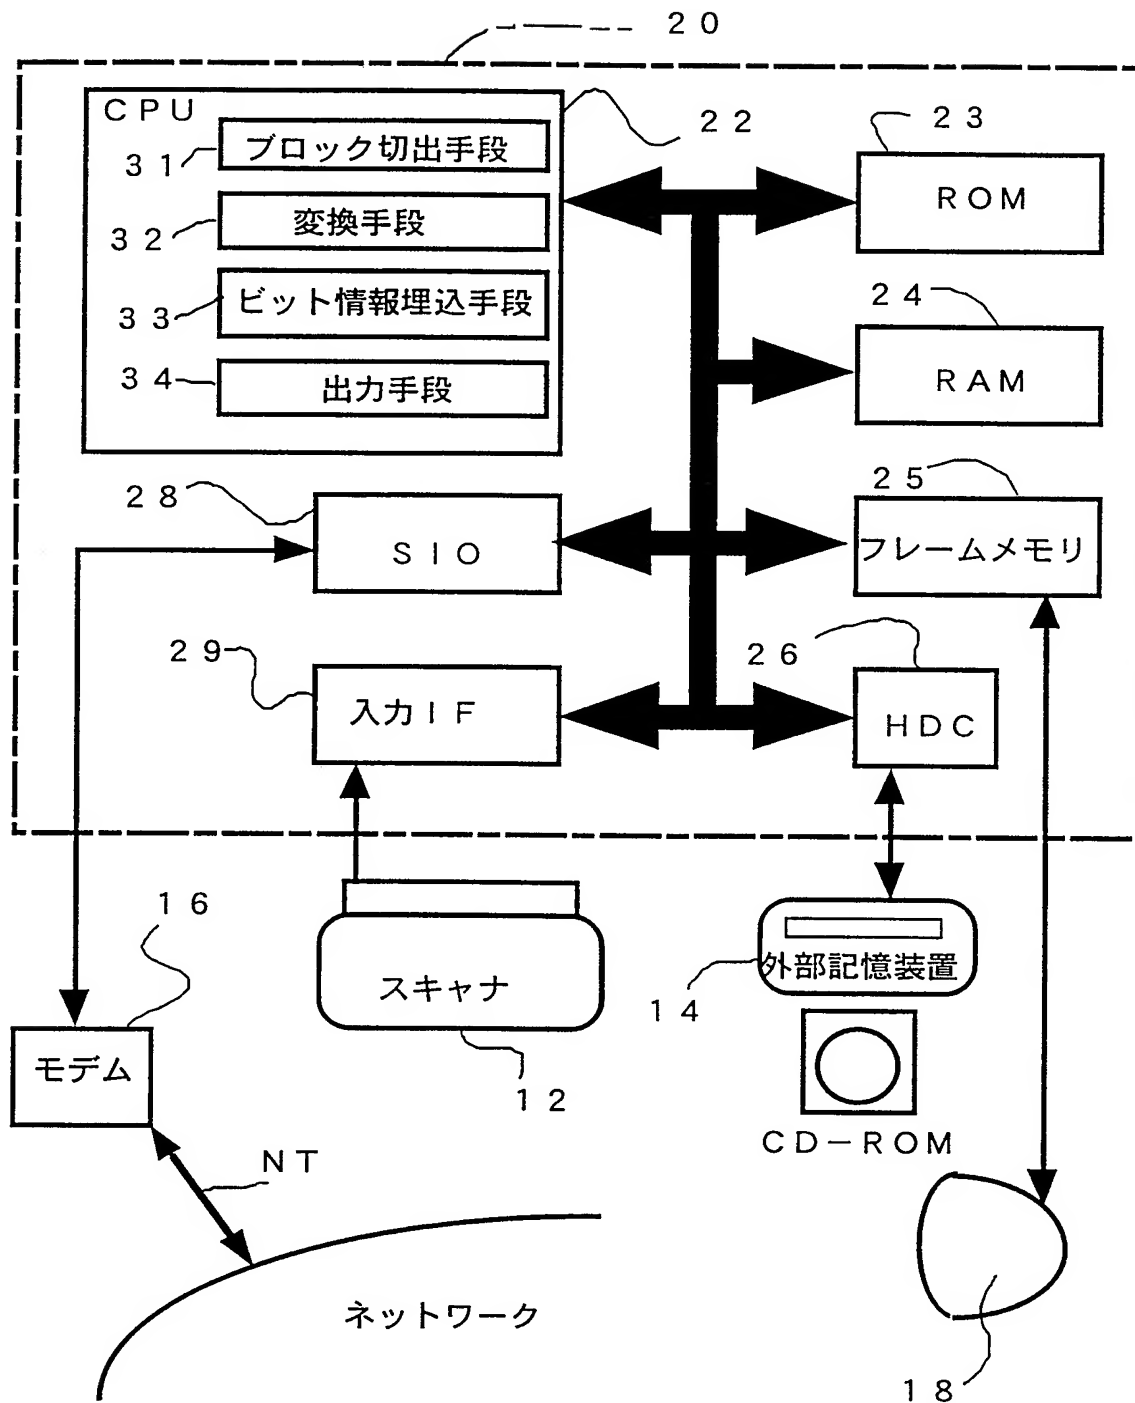 20
CPU
22
23
31
ブロック切出手段
ROM
32
変換手段
33
ビット情報埋込手段
24
34
出力手段
RAM
28
25
SIO
フレームメモリ
29
26
入力IF
HDC
16
スキャナ
外部記憶装置
14
モデム
12
CD-ROM
NT
ネットワーク
18